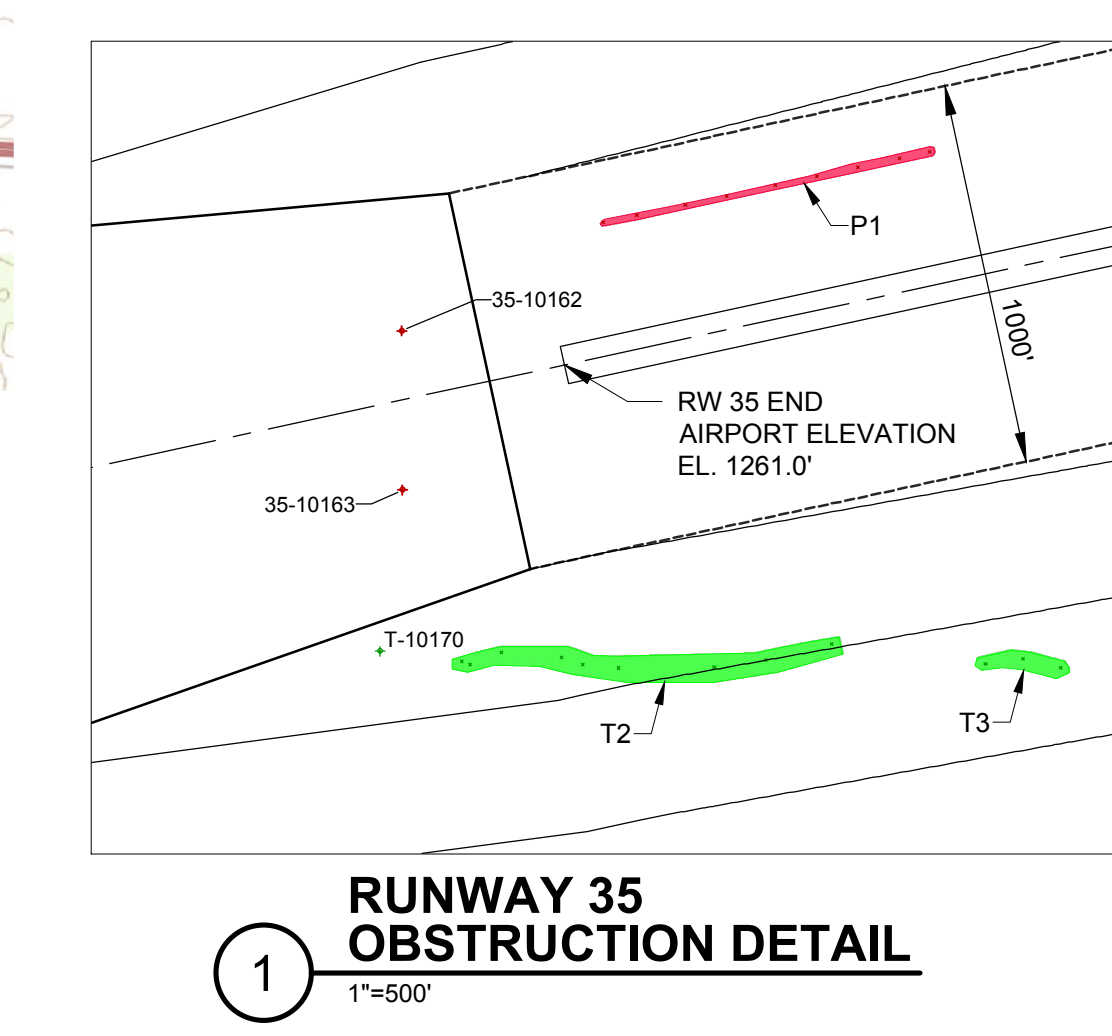 P1
35-10162
1000'
RW 35 END
AIRPORT ELEVATION
EL. 1261.0'
35-10163
T-10170
T2
T3
RUNWAY 35
OBSTRUCTION DETAIL
1
1"=500'